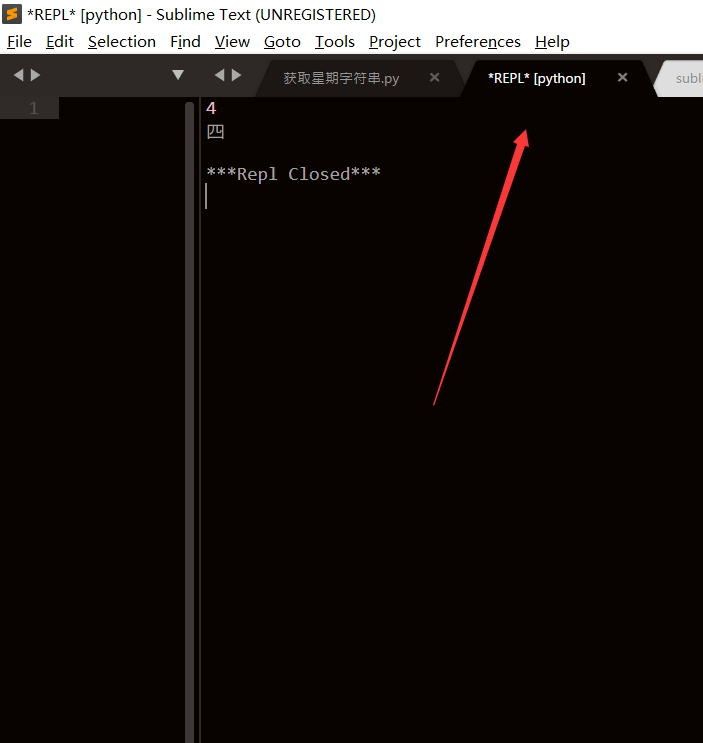 *REPL* [python] - Sublime Text (UNREGISTERED)
File Edit Selection Find View Goto Tools Project Preferences Help
获取星期字符串.py *REPL* [python] subl
1
4
四
***Repl Closed***